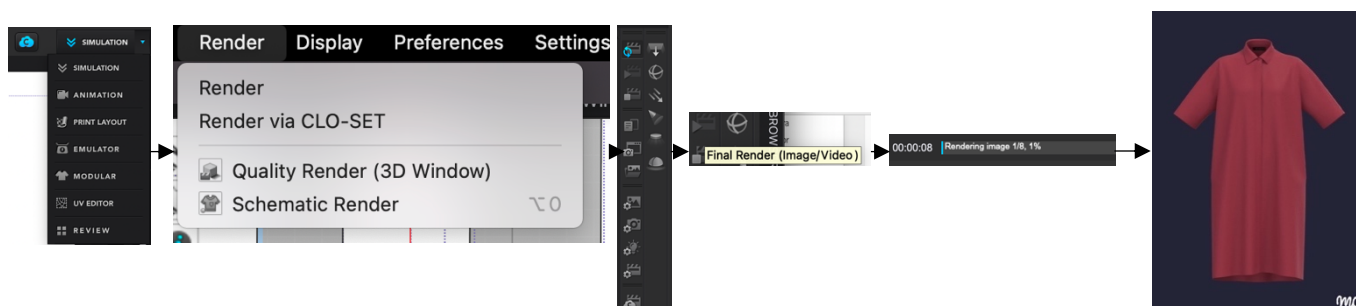 SIMULATION
SIMULATION
ANIMATION
PRINT LAYOUT
EMULATOR
MODULAR
UV EDITOR
REVIEW
Render Display Preferences Settings
Render
Render via CLO-SET
Quality Render (3D Window)
Schematic Render ⌥0
BROW
Final Render (Image/Video)
00:00:08 Rendering image 1/8, 1%